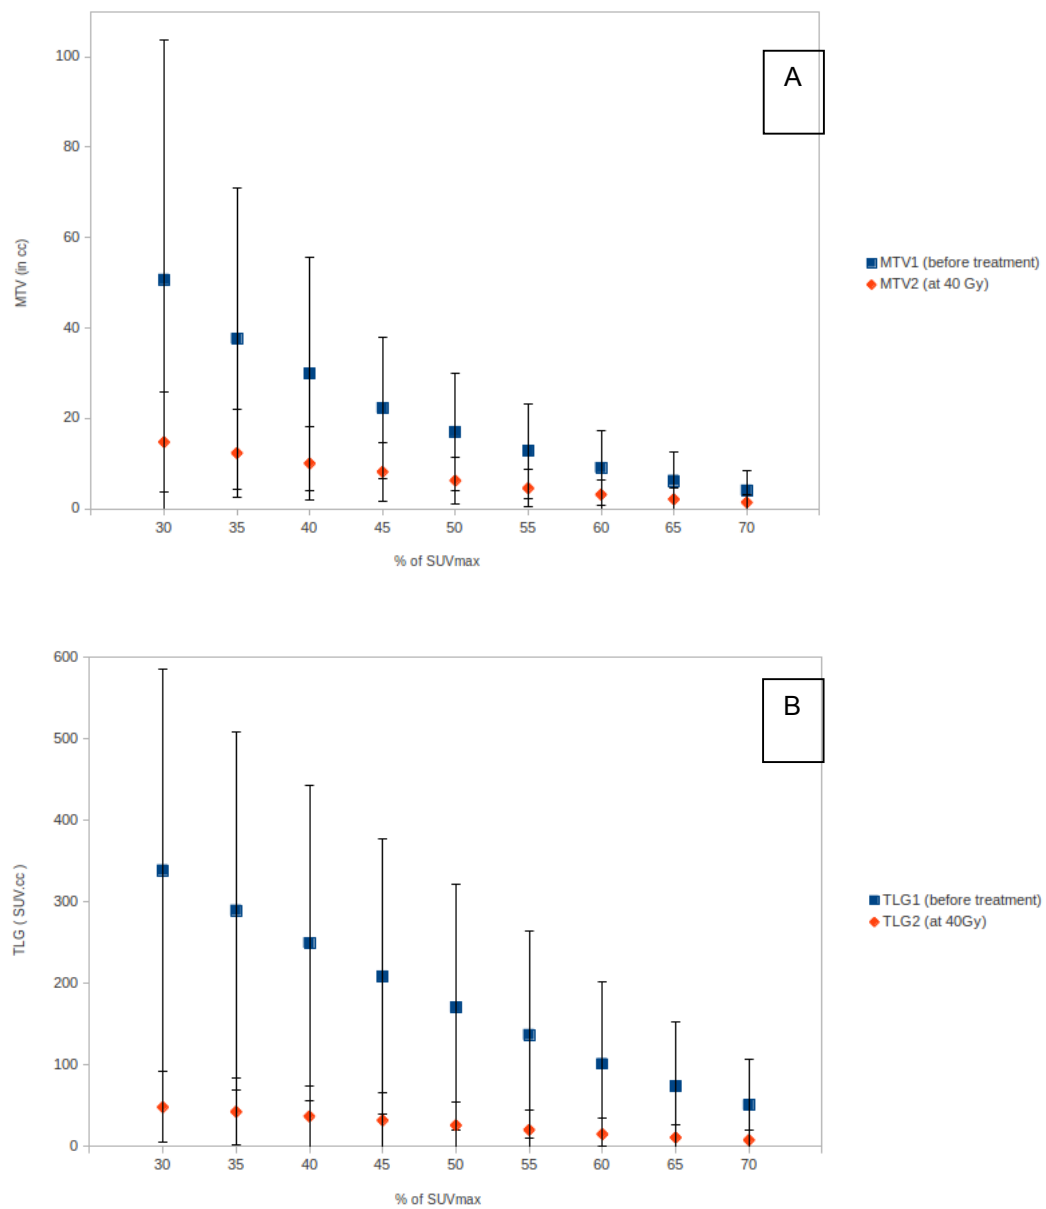 100
A
80
60
MTV (in cc)
MTV1 (before treatment)
MTV2 (at 40 Gy)
40
20
0
30 35 40 45 50 55 60 65 70
% of SUVmax
600
B
500
400
300
TLG ( SUV.cc )
TLG1 (before treatment)
TLG2 (at 40Gy)
200
100
0
30 35 40 45 50 55 60 65 70
% of SUVmax